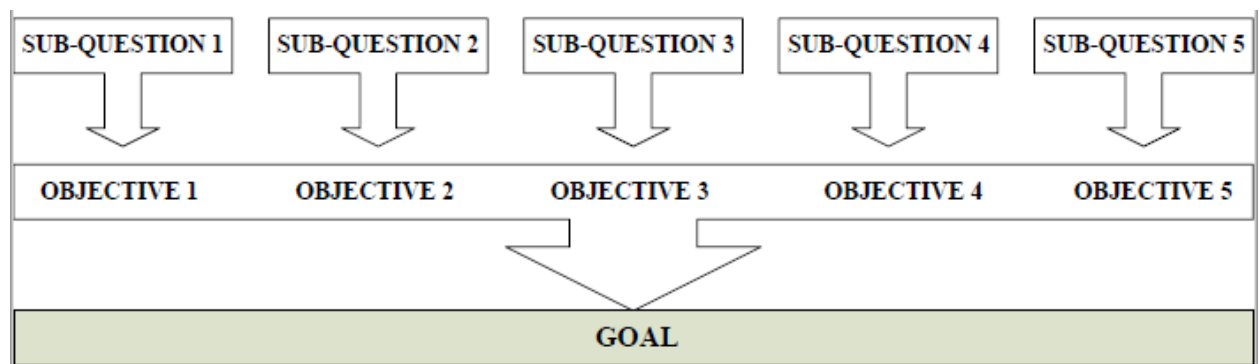 SUB-QUESTION 1 SUB-QUESTION 2 SUB-QUESTION 3 SUB-QUESTION 4 SUB-QUESTION 5
OBJECTIVE 1 OBJECTIVE 2 OBJECTIVE 3 OBJECTIVE 4 OBJECTIVE 5
GOAL